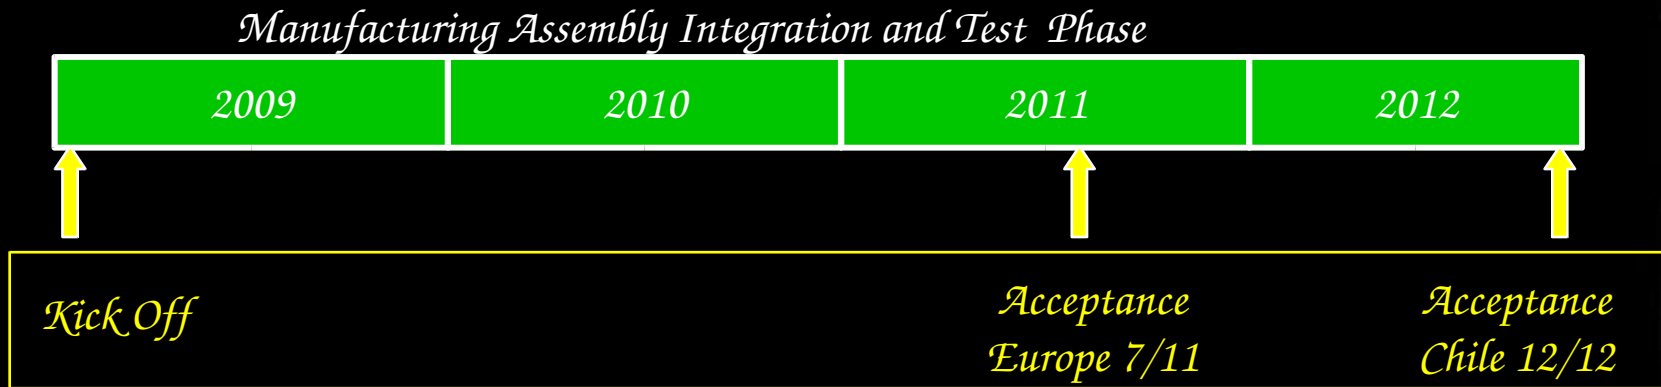 Manufacturing Assembly Integration and Test Phase
2009 2010 2011 2012
Kick Off
Acceptance
Europe 7/11
Acceptance
Chile 12/12